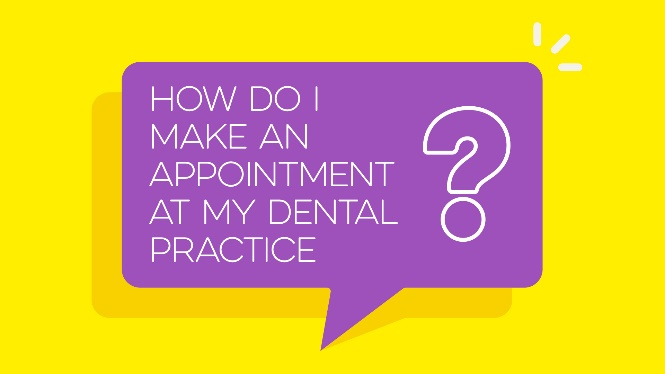 HOW DO I
MAKE AN
APPOINTMENT
AT MY DENTAL
PRACTICE
?